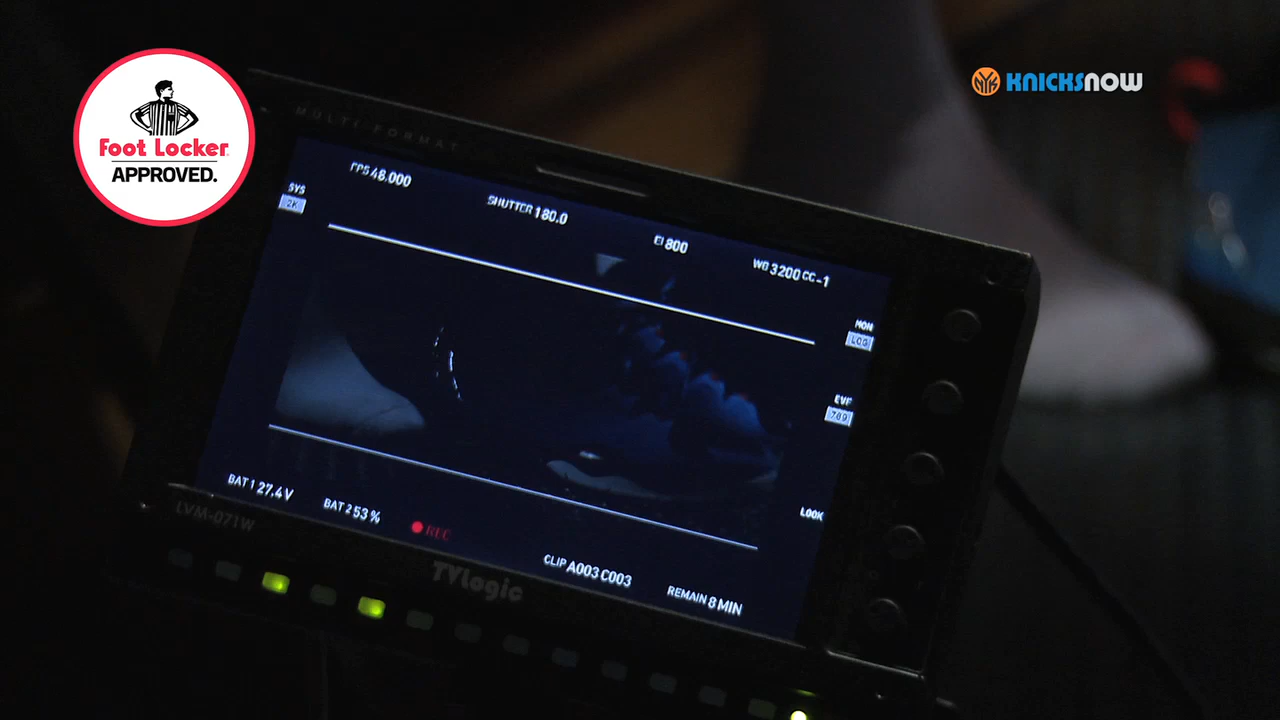 Foot Locker
APPROVED.
NYK KNICKSNOW
MULTI-FORMAT
FPS 48.000
SHUTTER 180.0
EI 800
WB 3200 CC-1
SYS
2K
MON
LOG
EVF
709
LOOK
BAT 1 27.4 V
BAT 2 53 %
REC
CLIP A003 C003
REMAIN 8 MIN
LVM-071W
TVlogic